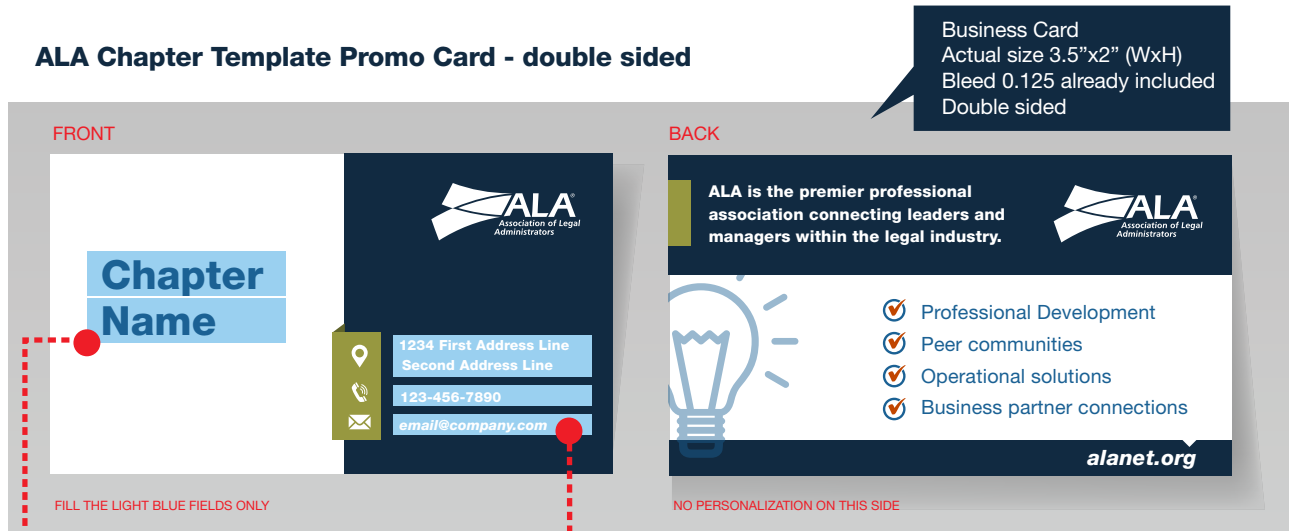 ALA Chapter Template Promo Card - double sided
Business Card
Actual size 3.5”x2” (WxH)
Bleed 0.125 already included
Double sided
FRONT
ALA®
Association of Legal
Administrators
Chapter
Name
1234 First Address Line
Second Address Line
123-456-7890
email@company.com
FILL THE LIGHT BLUE FIELDS ONLY
BACK
ALA is the premier professional
association connecting leaders and
managers within the legal industry.
ALA®
Association of Legal
Administrators
Professional Development
Peer communities
Operational solutions
Business partner connections
alanet.org
NO PERSONALIZATION ON THIS SIDE